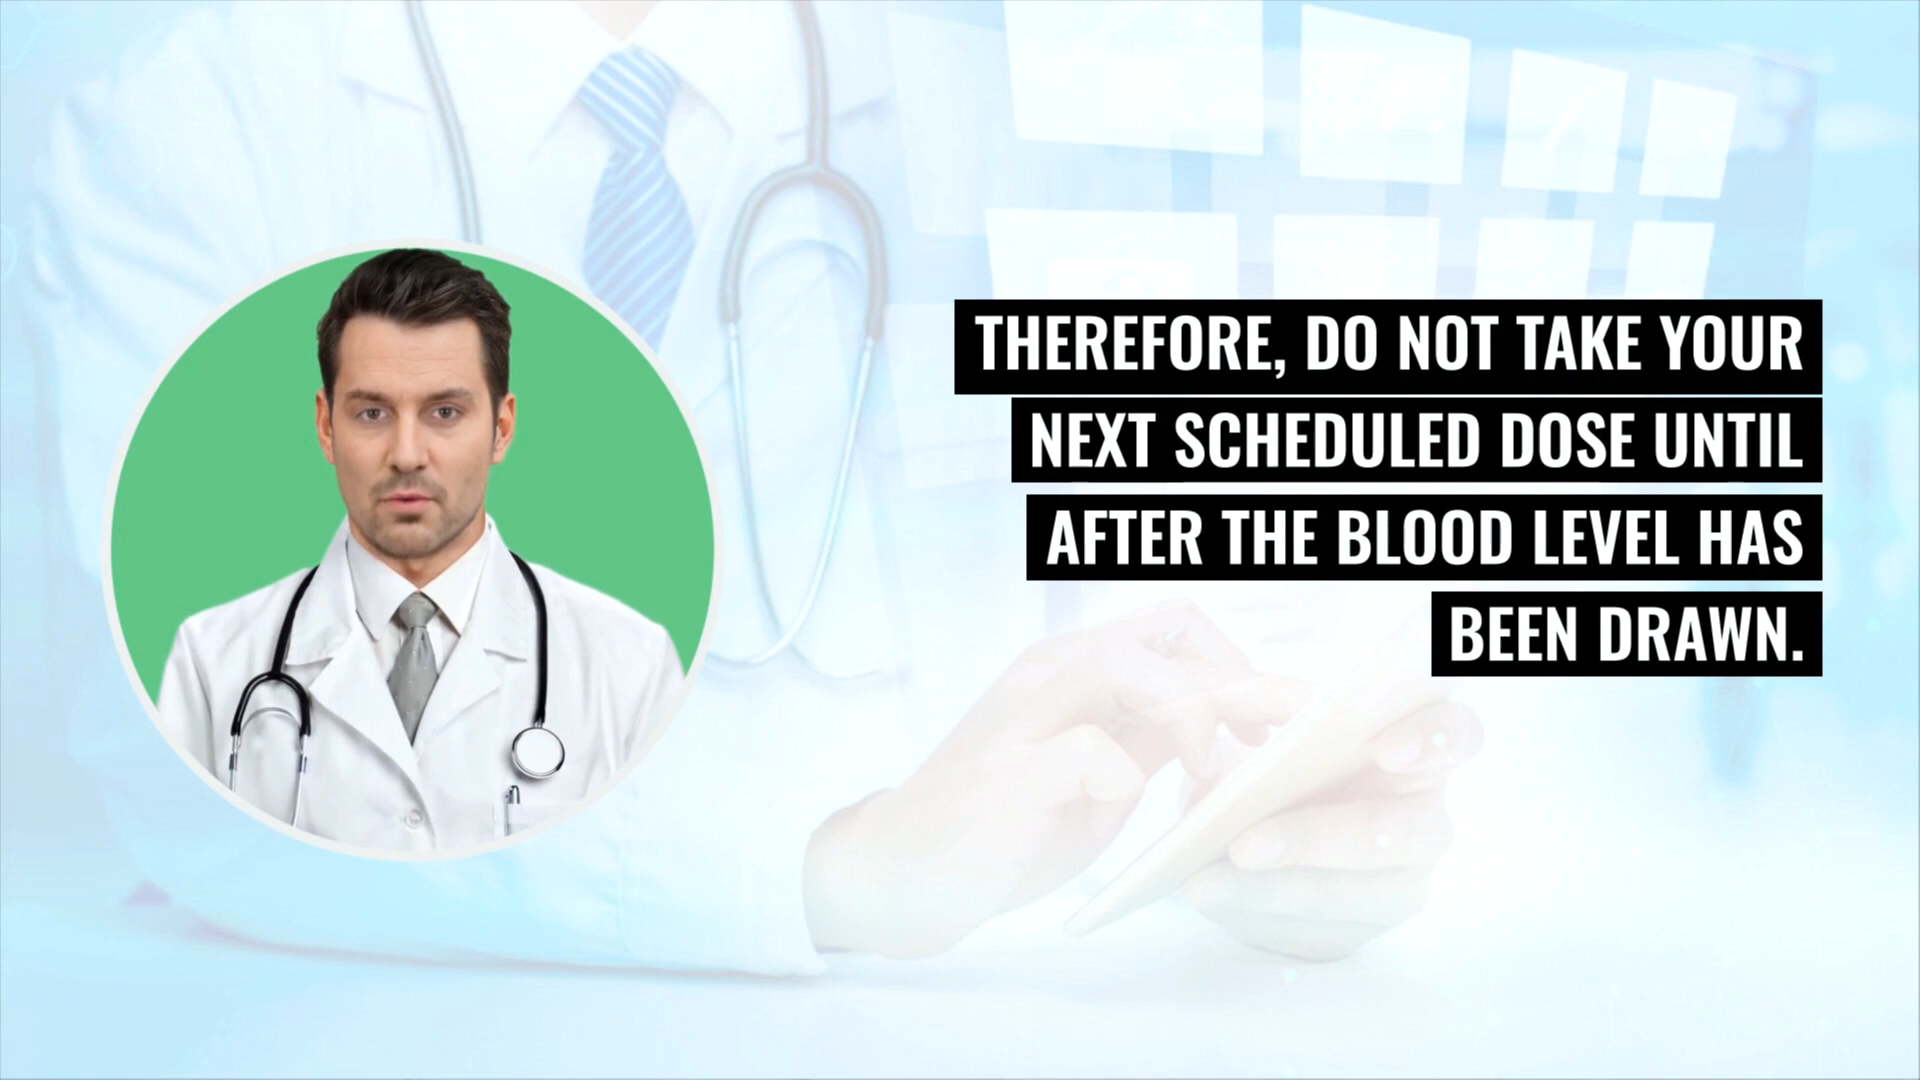 THEREFORE, DO NOT TAKE YOUR
NEXT SCHEDULED DOSE UNTIL
AFTER THE BLOOD LEVEL HAS
BEEN DRAWN.